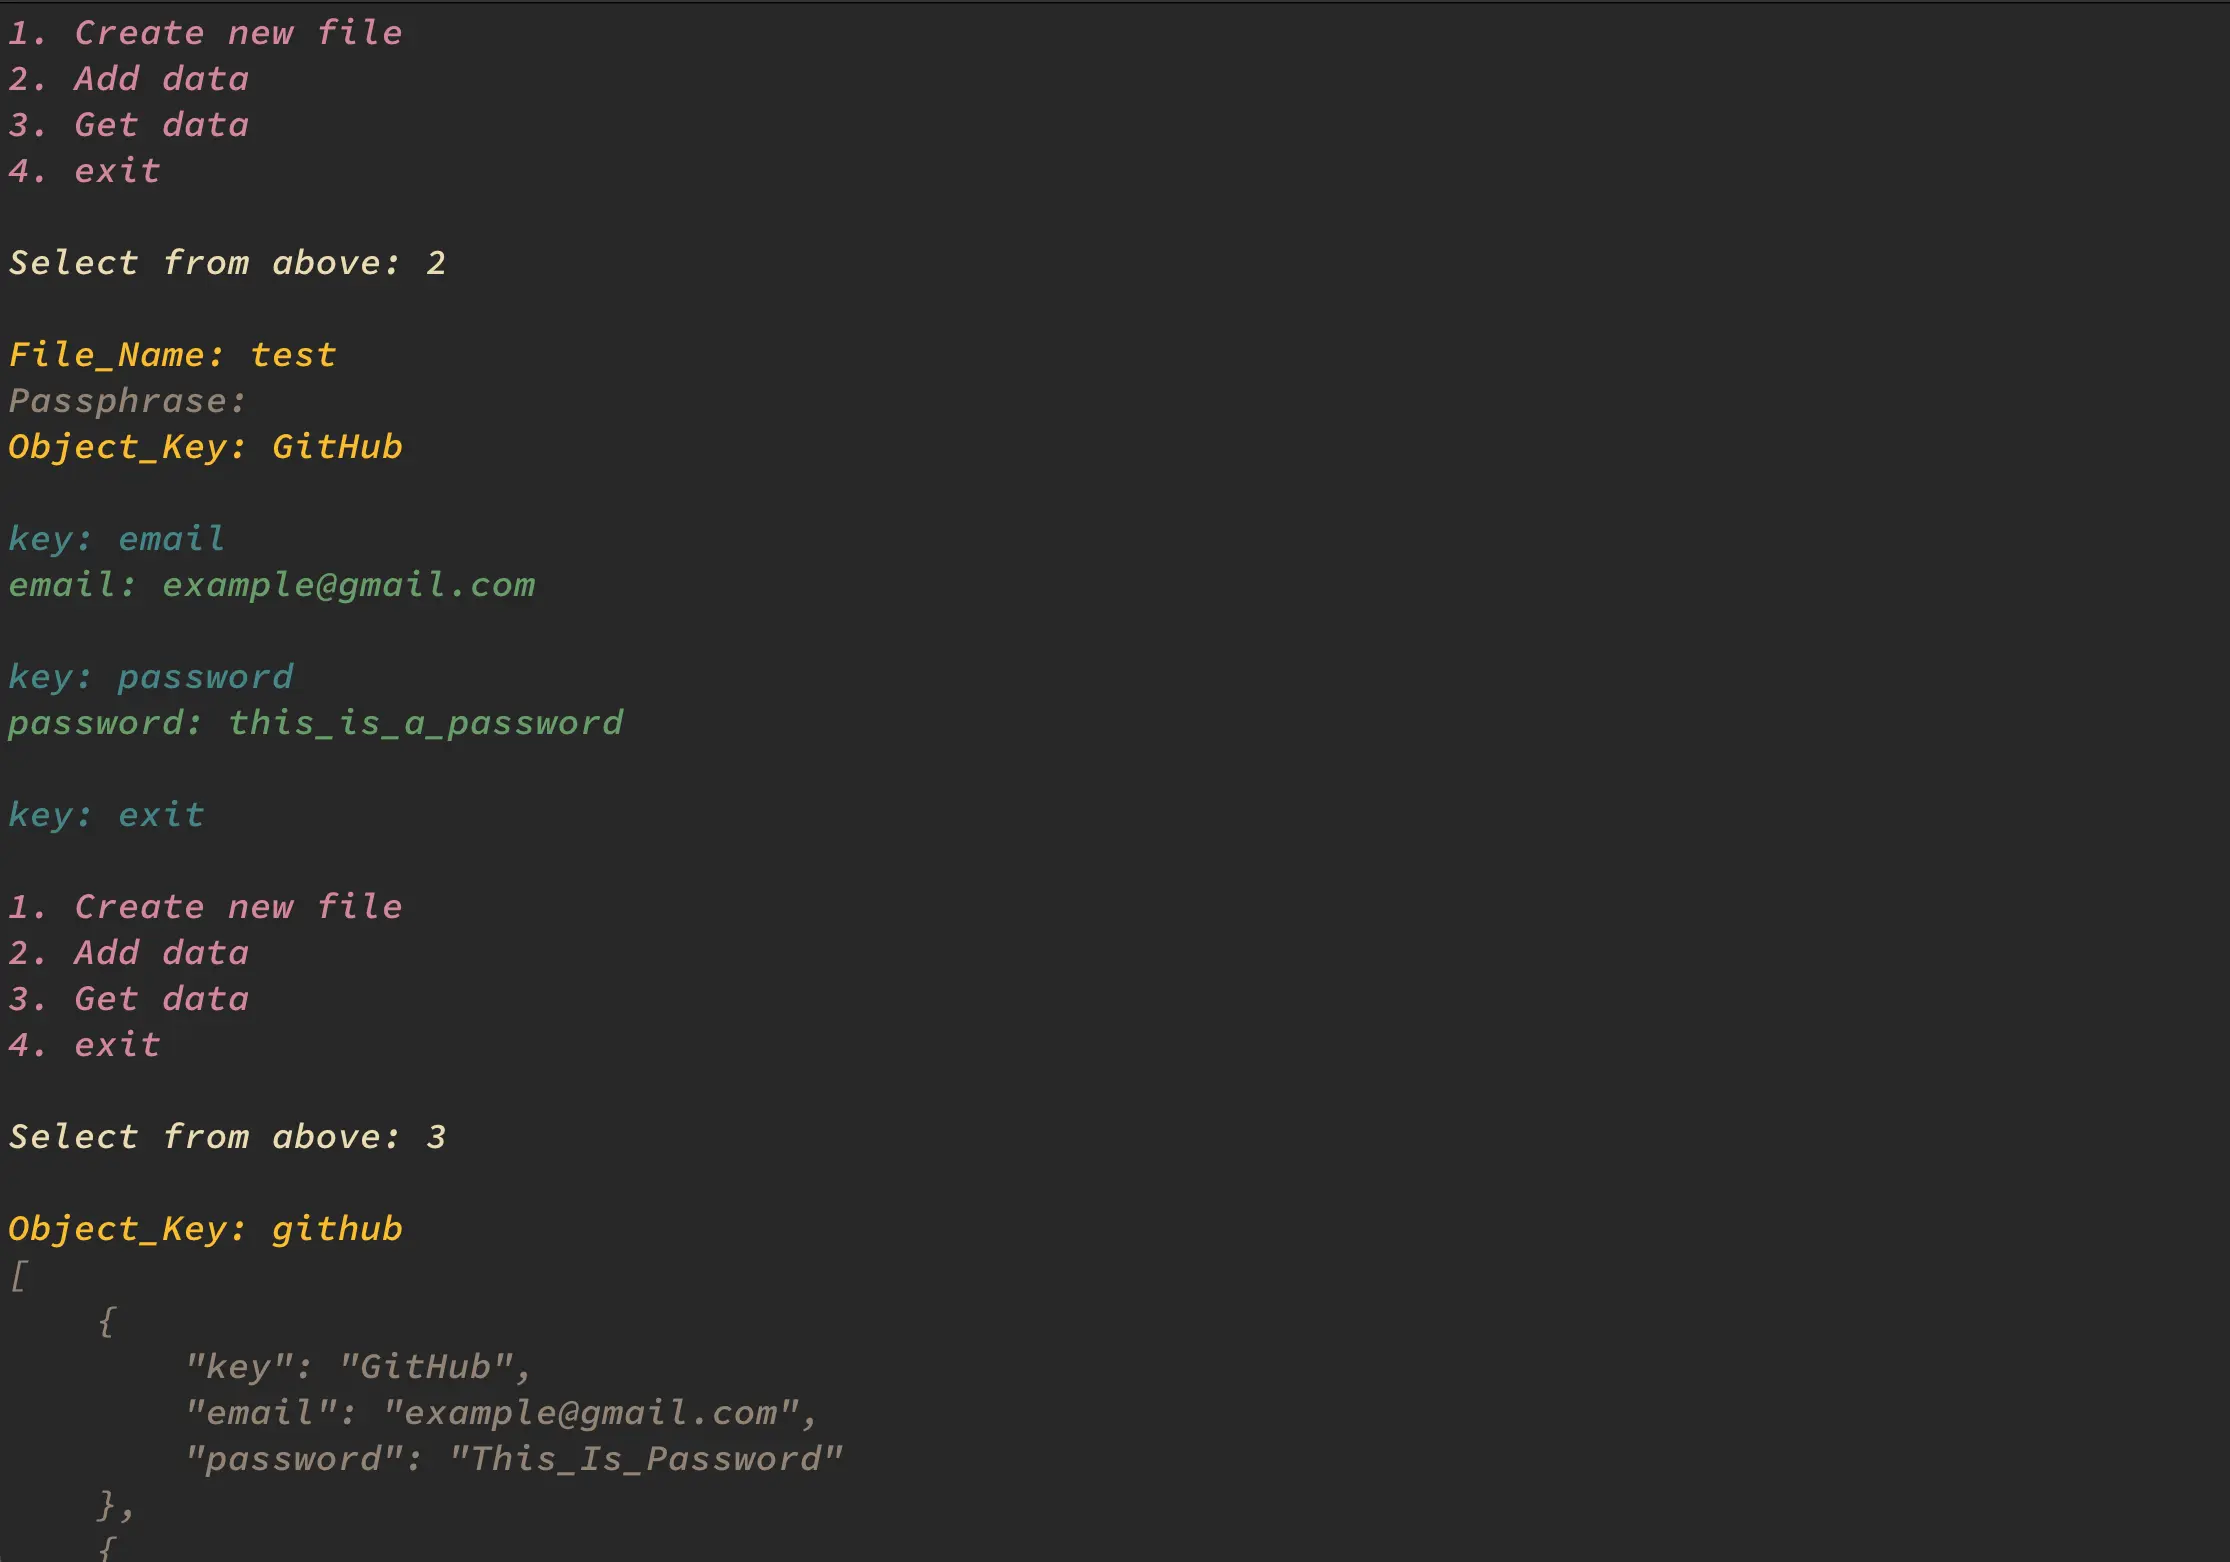 1. Create new file
2. Add data
3. Get data
4. exit
Select from above: 2
File_Name: test
Passphrase:
Object_Key: GitHub
key: email
email: example@gmail.com
key: password
password: this_is_a_password
key: exit
1. Create new file
2. Add data
3. Get data
4. exit
Select from above: 3
Object_Key: github
[
{
"key": "GitHub",
"email": "example@gmail.com",
"password": "This_Is_Password"
},
{